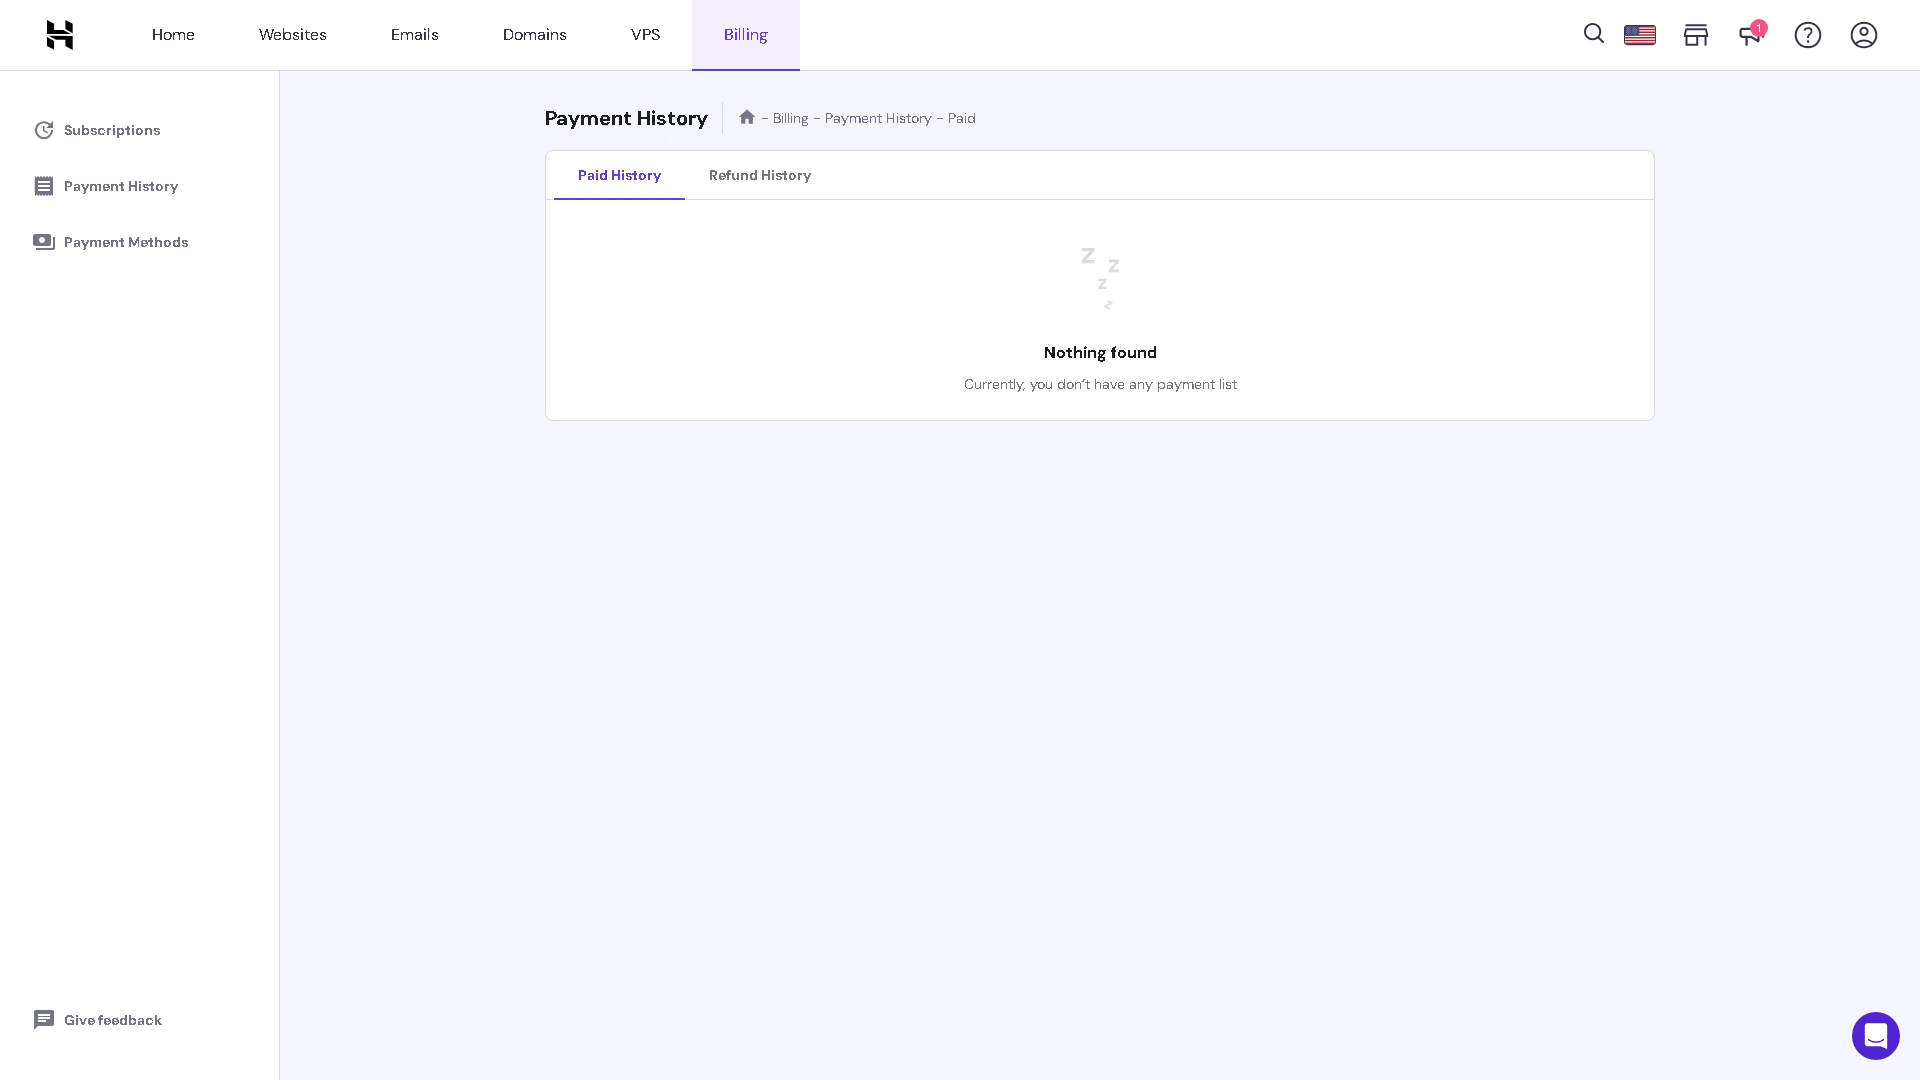 Home
Websites
Emails
Domains
VPS
Billing
1
Subscriptions
Payment History
Payment Methods
Give feedback
Payment History
- Billing - Payment History - Paid
Paid History
Refund History
Z
Z
Z
Z
Nothing found
Currently, you don't have any payment list